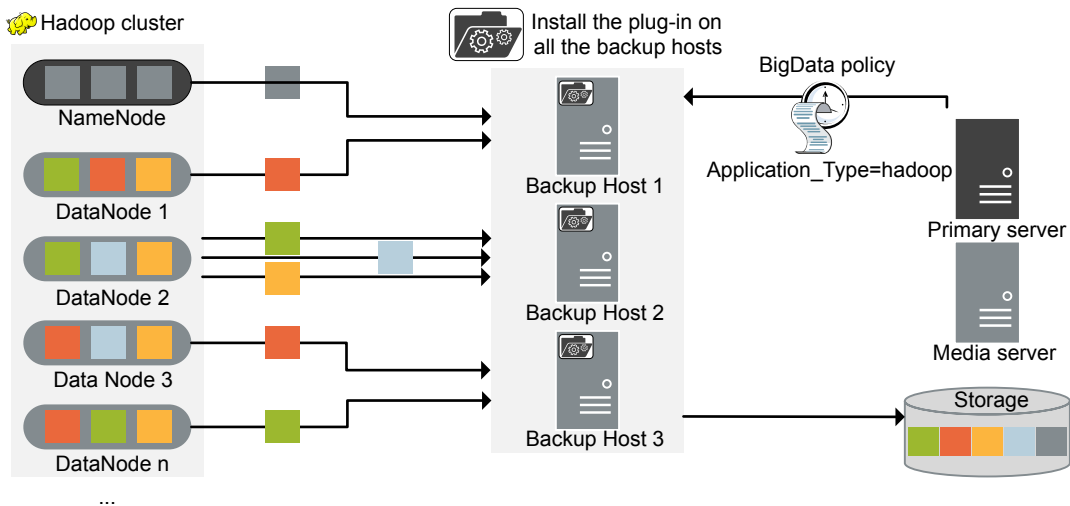 Hadoop cluster
NameNode
DataNode 1
DataNode 2
Data Node 3
DataNode n
...
Install the plug-in on
all the backup hosts
Backup Host 1
Backup Host 2
Backup Host 3
BigData policy
Application_Type=hadoop
Primary server
Media server
Storage